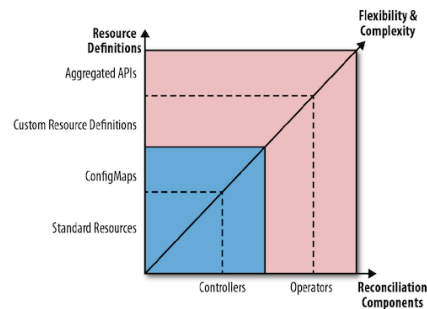 Flexibility &
Complexity
Resource
Definitions
Aggregated APIs
Custom Resource Definitions
ConfigMaps
Standard Resources
Controllers
Operators
Reconciliation
Components